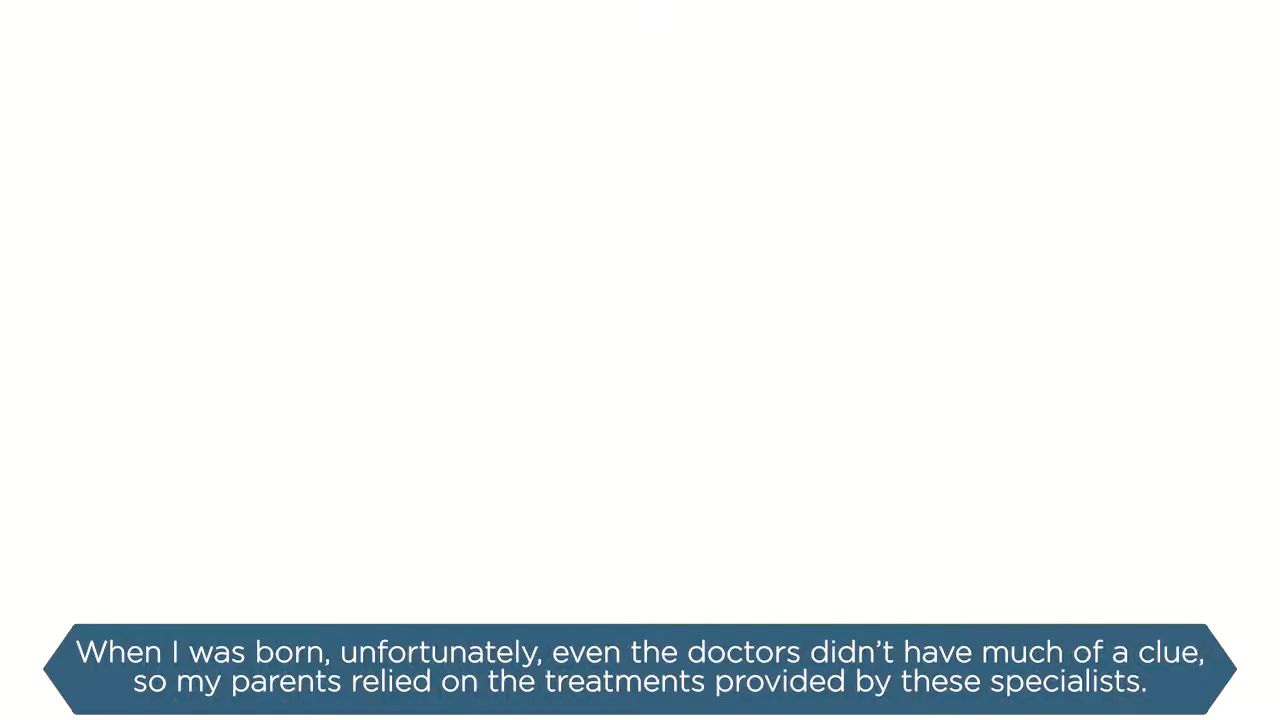 When I was born, unfortunately, even the doctors didn’t have much of a clue,
so my parents relied on the treatments provided by these specialists.